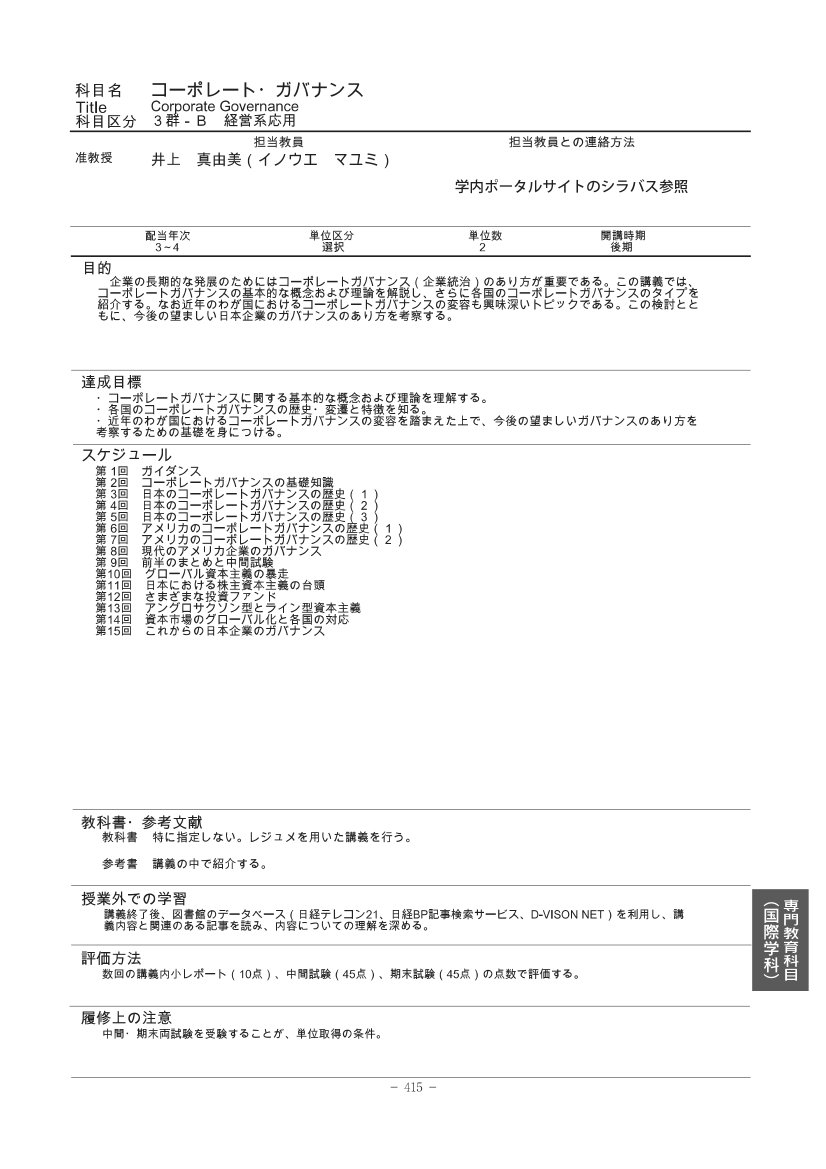 科目名　コーポレート・ガバナンス
Title　Corporate Governance
科目区分　３群－Ｂ　経営系応用
担当教員　担当教員との連絡方法
准教授　井上　真由美（イノウエ　マユミ）
学内ポータルサイトのシラバス参照
配当年次　単位区分　単位数　開講時期
3～4　選択　2　後期
目的
　企業の長期的な発展のためにはコーポレートガバナンス（企業統治）のあり方が重要である。この講義では、
コーポレートガバナンスの基本的な概念および理論を解説し、さらに各国のコーポレートガバナンスのタイプを
紹介する。なお近年のわが国におけるコーポレートガバナンスの変容も興味深いトピックである。この検討とと
もに、今後の望ましい日本企業のガバナンスのあり方を考察する。
達成目標
・コーポレートガバナンスに関する基本的な概念および理論を理解する。
・各国のコーポレートガバナンスの歴史・変遷と特徴を知る。
・近年のわが国におけるコーポレートガバナンスの変容を踏まえた上で、今後の望ましいガバナンスのあり方を
考察するための基礎を身につける。
スケジュール
第 1回　ガイダンス
第 2回　コーポレートガバナンスの基礎知識
第 3回　日本のコーポレートガバナンスの歴史（１）
第 4回　日本のコーポレートガバナンスの歴史（２）
第 5回　日本のコーポレートガバナンスの歴史（３）
第 6回　アメリカのコーポレートガバナンスの歴史（１）
第 7回　アメリカのコーポレートガバナンスの歴史（２）
第 8回　現代のアメリカ企業のガバナンス
第 9回　前半のまとめと中間試験
第10回　グローバル資本主義の暴走
第11回　日本における株主資本主義の台頭
第12回　さまざまな投資ファンド
第13回　アングロサクソン型とライン型資本主義
第14回　資本市場のグローバル化と各国の対応
第15回　これからの日本企業のガバナンス
教科書・参考文献
教科書　特に指定しない。レジュメを用いた講義を行う。
参考書　講義の中で紹介する。
授業外での学習
講義終了後、図書館のデータベース（日経テレコン21、日経BP記事検索サービス、D-VISON NET）を利用し、講
義内容と関連のある記事を読み、内容についての理解を深める。
評価方法
数回の講義内小レポート（10点）、中間試験（45点）、期末試験（45点）の点数で評価する。
履修上の注意
中間・期末両試験を受験することが、単位取得の条件。
専門教育科目
（国際学科）
－ 415 －